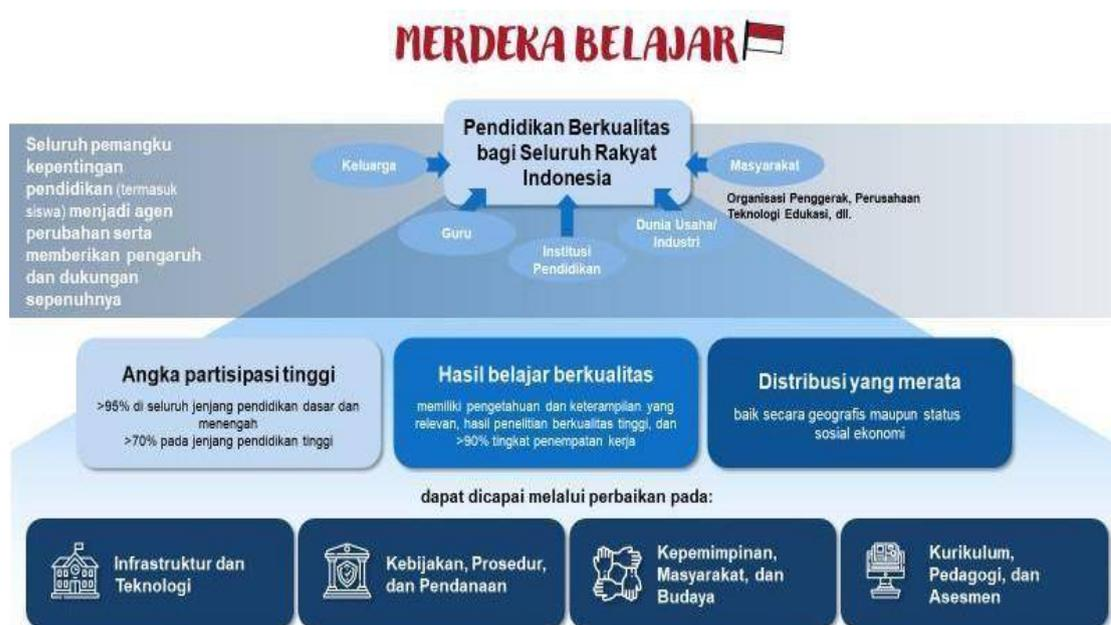 MERDEKA BELAJAR
Pendidikan Berkualitas
bagi Seluruh Rakyat
Indonesia
Seluruh pemangku
kepentingan
pendidikan (termasuk
siswa) menjadi agen
perubahan serta
memberikan pengaruh
dan dukungan
sepenuhnya
Keluarga
Guru
Institusi
Pendidikan
Dunia Usaha/
Industri
Masyarakat
Organisasi Penggerak, Perusahaan
Teknologi Edukasi, dll.
Angka partisipasi tinggi
>95% di seluruh jenjang pendidikan dasar dan
menengah
>70% pada jenjang pendidikan tinggi
Hasil belajar berkualitas
memiliki pengetahuan dan keterampilan yang
relevan, hasil penelitian berkualitas tinggi, dan
>90% tingkat penempatan kerja
Distribusi yang merata
baik secara geografis maupun status
sosial ekonomi
dapat dicapai melalui perbaikan pada:
Infrastruktur dan
Teknologi
Kebijakan, Prosedur,
dan Pendanaan
Kepemimpinan,
Masyarakat, dan
Budaya
Kurikulum,
Pedagogi, dan
Asesmen